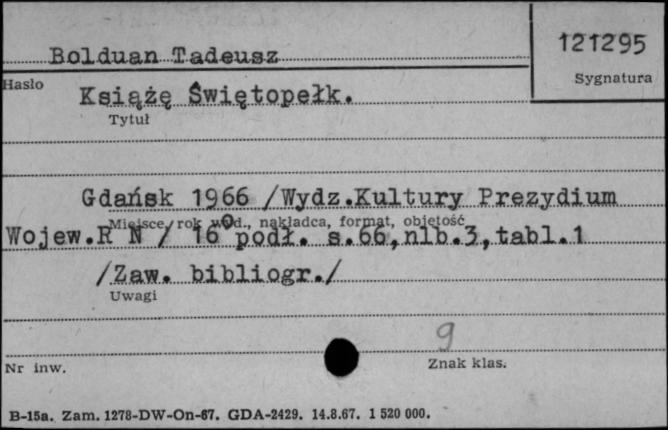 Bolduan Tadeusz
121295
Hasło
Sygnatura
Książę Świętopełk.
Tytuł
Gdańsk 1966 /Wydz.Kultury Prezydium
Miejsce, rok wyd., nakładca, format, objętość
Wojew.R N / 16° podł. s.66,nlb.3,tabl.1
/Zaw. bibliogr./
Uwagi
9
Nr inw.
Znak klas.
B-15a. Zam. 1278-DW-On-67. GDA-2429. 14.8.67. 1 520 000.